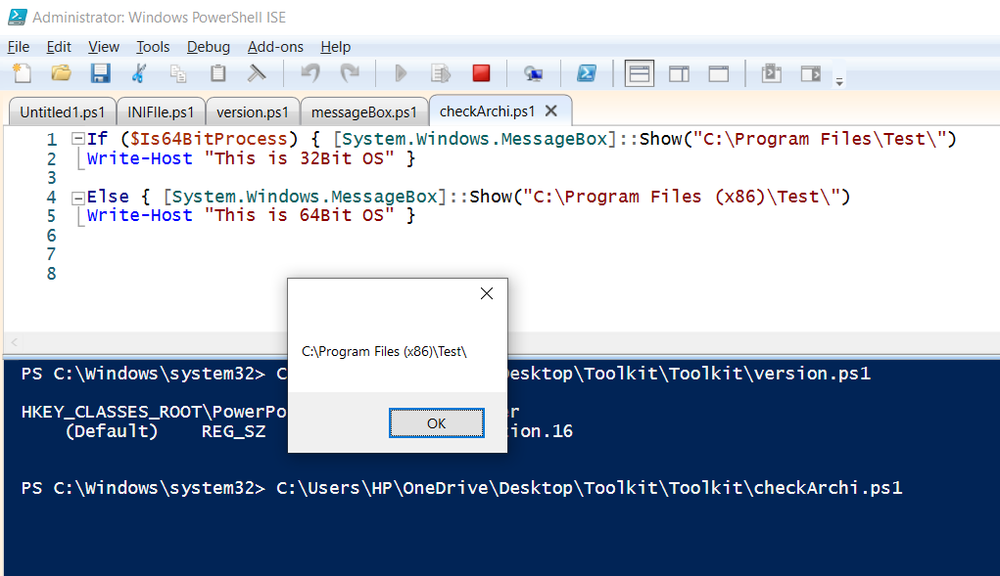 Administrator: Windows PowerShell ISE
File Edit View Tools Debug Add-ons Help
Untitled1.ps1 INIFIle.ps1 version.ps1 messageBox.ps1 checkArchi.ps1
1 If ($Is64BitProcess) { [System.Windows.MessageBox]::Show("C:\Program Files\Test\")
2 Write-Host "This is 32Bit OS" }
3
4 Else { [System.Windows.MessageBox]::Show("C:\Program Files (x86)\Test\")
5 Write-Host "This is 64Bit OS" }
6
7
8
C:\Program Files (x86)\Test\
OK
PS C:\Windows\system32> C esktop\Toolkit\Toolkit\version.ps1
HKEY_CLASSES_ROOT\PowerPo r
(Default) REG_SZ ion.16
PS C:\Windows\system32> C:\Users\HP\OneDrive\Desktop\Toolkit\Toolkit\checkArchi.ps1